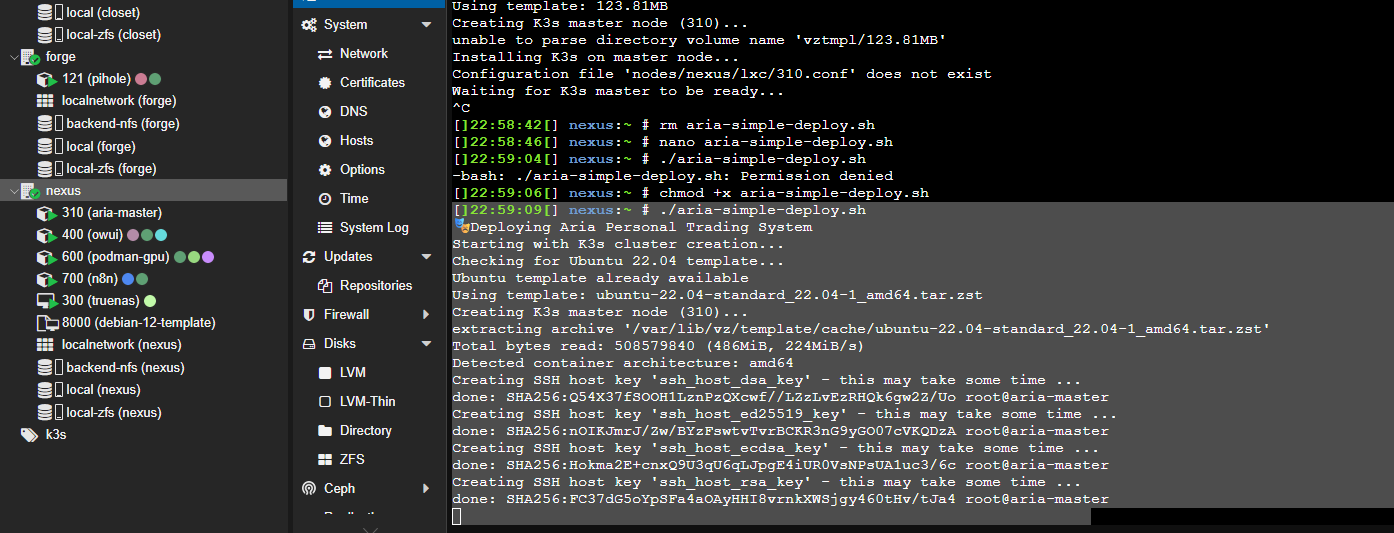 local (closet)
local-zfs (closet)
forge
121 (pihole)
localnetwork (forge)
backend-nfs (forge)
local (forge)
local-zfs (forge)
nexus
310 (aria-master)
400 (owui)
600 (podman-gpu)
700 (n8n)
300 (truenas)
8000 (debian-12-template)
localnetwork (nexus)
backend-nfs (nexus)
local (nexus)
local-zfs (nexus)
k3s
System
Network
Certificates
DNS
Hosts
Options
Time
System Log
Updates
Repositories
Firewall
Disks
LVM
LVM-Thin
Directory
ZFS
Ceph
Using template: 123.81MB
Creating K3s master node (310)...
unable to parse directory volume name 'vztmpl/123.81MB'
Installing K3s on master node...
Configuration file 'nodes/nexus/lxc/310.conf' does not exist
Waiting for K3s master to be ready...
^C
[]22:58:42[] nexus:~ # rm aria-simple-deploy.sh
[]22:58:46[] nexus:~ # nano aria-simple-deploy.sh
[]22:59:04[] nexus:~ # ./aria-simple-deploy.sh
-bash: ./aria-simple-deploy.sh: Permission denied
[]22:59:06[] nexus:~ # chmod +x aria-simple-deploy.sh
[]22:59:09[] nexus:~ # ./aria-simple-deploy.sh
Deploying Aria Personal Trading System
Starting with K3s cluster creation...
Checking for Ubuntu 22.04 template...
Ubuntu template already available
Using template: ubuntu-22.04-standard_22.04-1_amd64.tar.zst
Creating K3s master node (310)...
extracting archive '/var/lib/vz/template/cache/ubuntu-22.04-standard_22.04-1_amd64.tar.zst'
Total bytes read: 508579840 (486MiB, 224MiB/s)
Detected container architecture: amd64
Creating SSH host key 'ssh_host_dsa_key' - this may take some time ...
done: SHA256:Q54X37fSOOH1LznPzQXcwf//LZzLvEzRHQk6gw2Z/Uo root@aria-master
Creating SSH host key 'ssh_host_ed25519_key' - this may take some time ...
done: SHA256:nOIKJmrJ/Zw/BYzFswtvTvrBCKR3nG9yGO07cVKQDzA root@aria-master
Creating SSH host key 'ssh_host_ecdsa_key' - this may take some time ...
done: SHA256:Hokma2E+cnxQ9U3qU6qLJpgE4iUR0VsNPsUA1uc3/6c root@aria-master
Creating SSH host key 'ssh_host_rsa_key' - this may take some time ...
done: SHA256:FC37dG5oYpSFa4aOAyHHI8vrnkXWSjgy460tHv/tJa4 root@aria-master